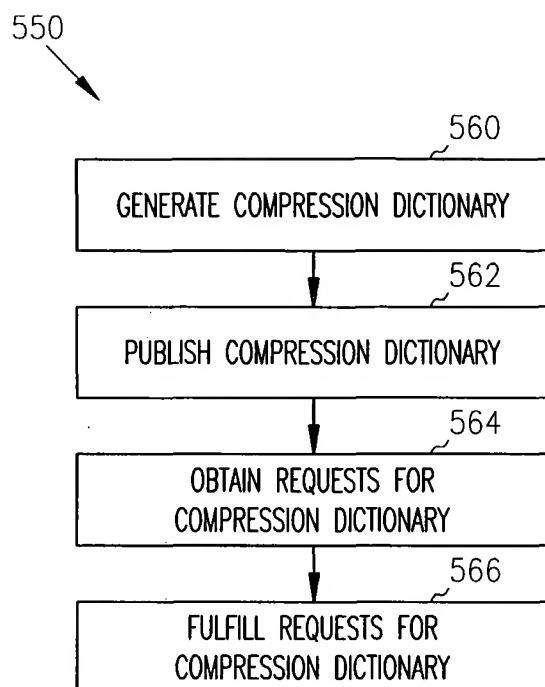 550
560
GENERATE COMPRESSION DICTIONARY
562
PUBLISH COMPRESSION DICTIONARY
564
OBTAIN REQUESTS FOR
COMPRESSION DICTIONARY
566
FULFILL REQUESTS FOR
COMPRESSION DICTIONARY